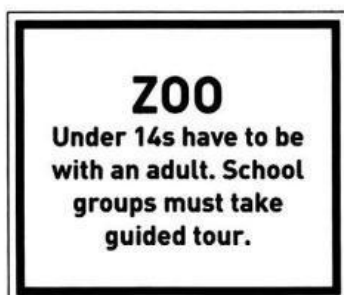 ZOO
Under 14s have to be
with an adult. School
groups must take
guided tour.